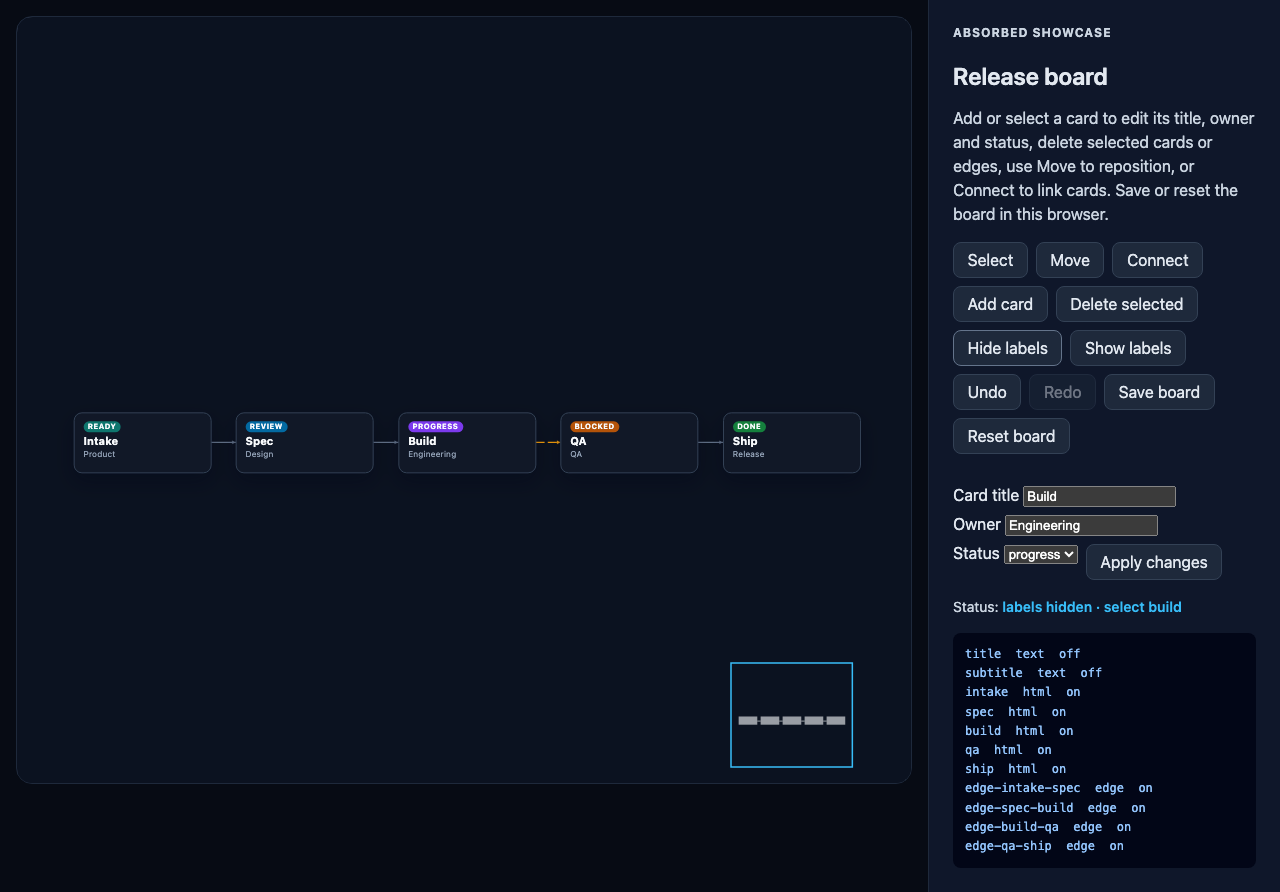 READY
Intake
Product
REVIEW
Spec
Design
PROGRESS
Build
Engineering
BLOCKED
QA
QA
DONE
Ship
Release
ABSORBED SHOWCASE
Release board
Add or select a card to edit its title, owner
and status, delete selected cards or
edges, use Move to reposition, or
Connect to link cards. Save or reset the
board in this browser.
Select Move Connect
Add card Delete selected
Hide labels Show labels
Undo Redo Save board
Reset board
Card title Build
Owner Engineering
Status progress Apply changes
Status: labels hidden · select build
title text off
subtitle text off
intake html on
spec html on
build html on
qa html on
ship html on
edge-intake-spec edge on
edge-spec-build edge on
edge-build-qa edge on
edge-qa-ship edge on